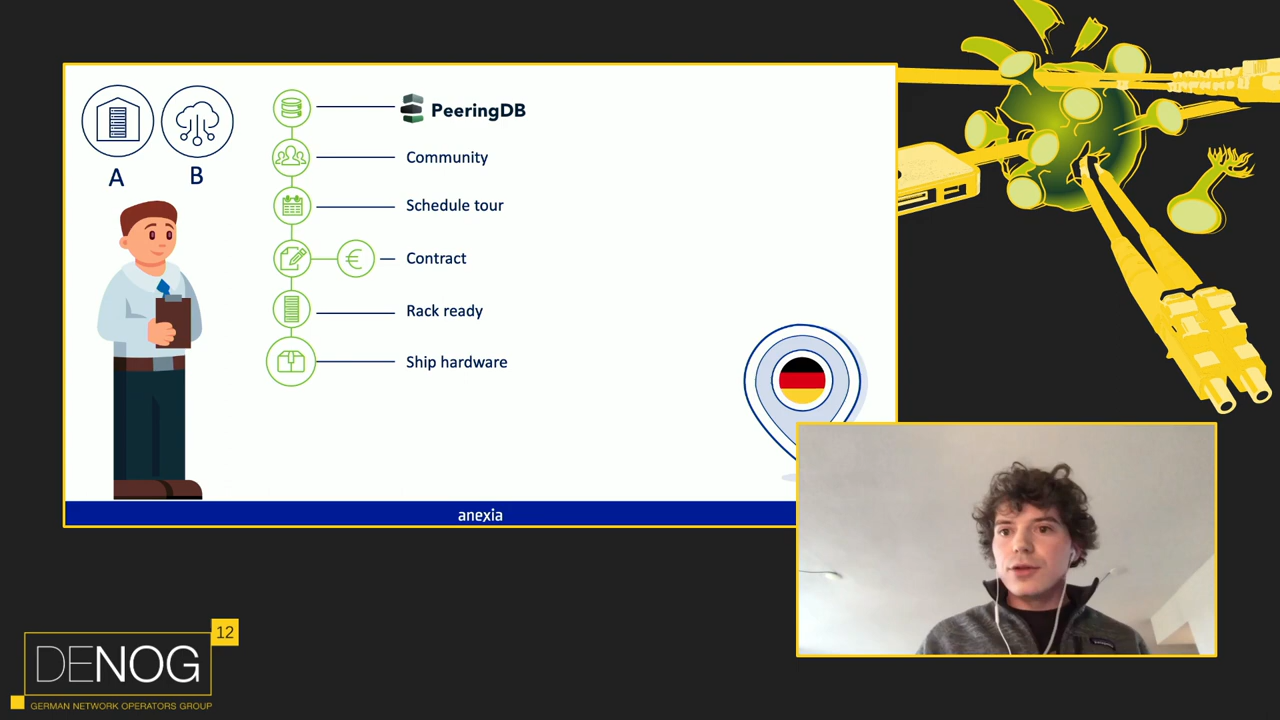 A
B
PeeringDB
Community
Schedule tour
€
Contract
Rack ready
Ship hardware
anexia
12
DENOG
GERMAN NETWORK OPERATORS GROUP